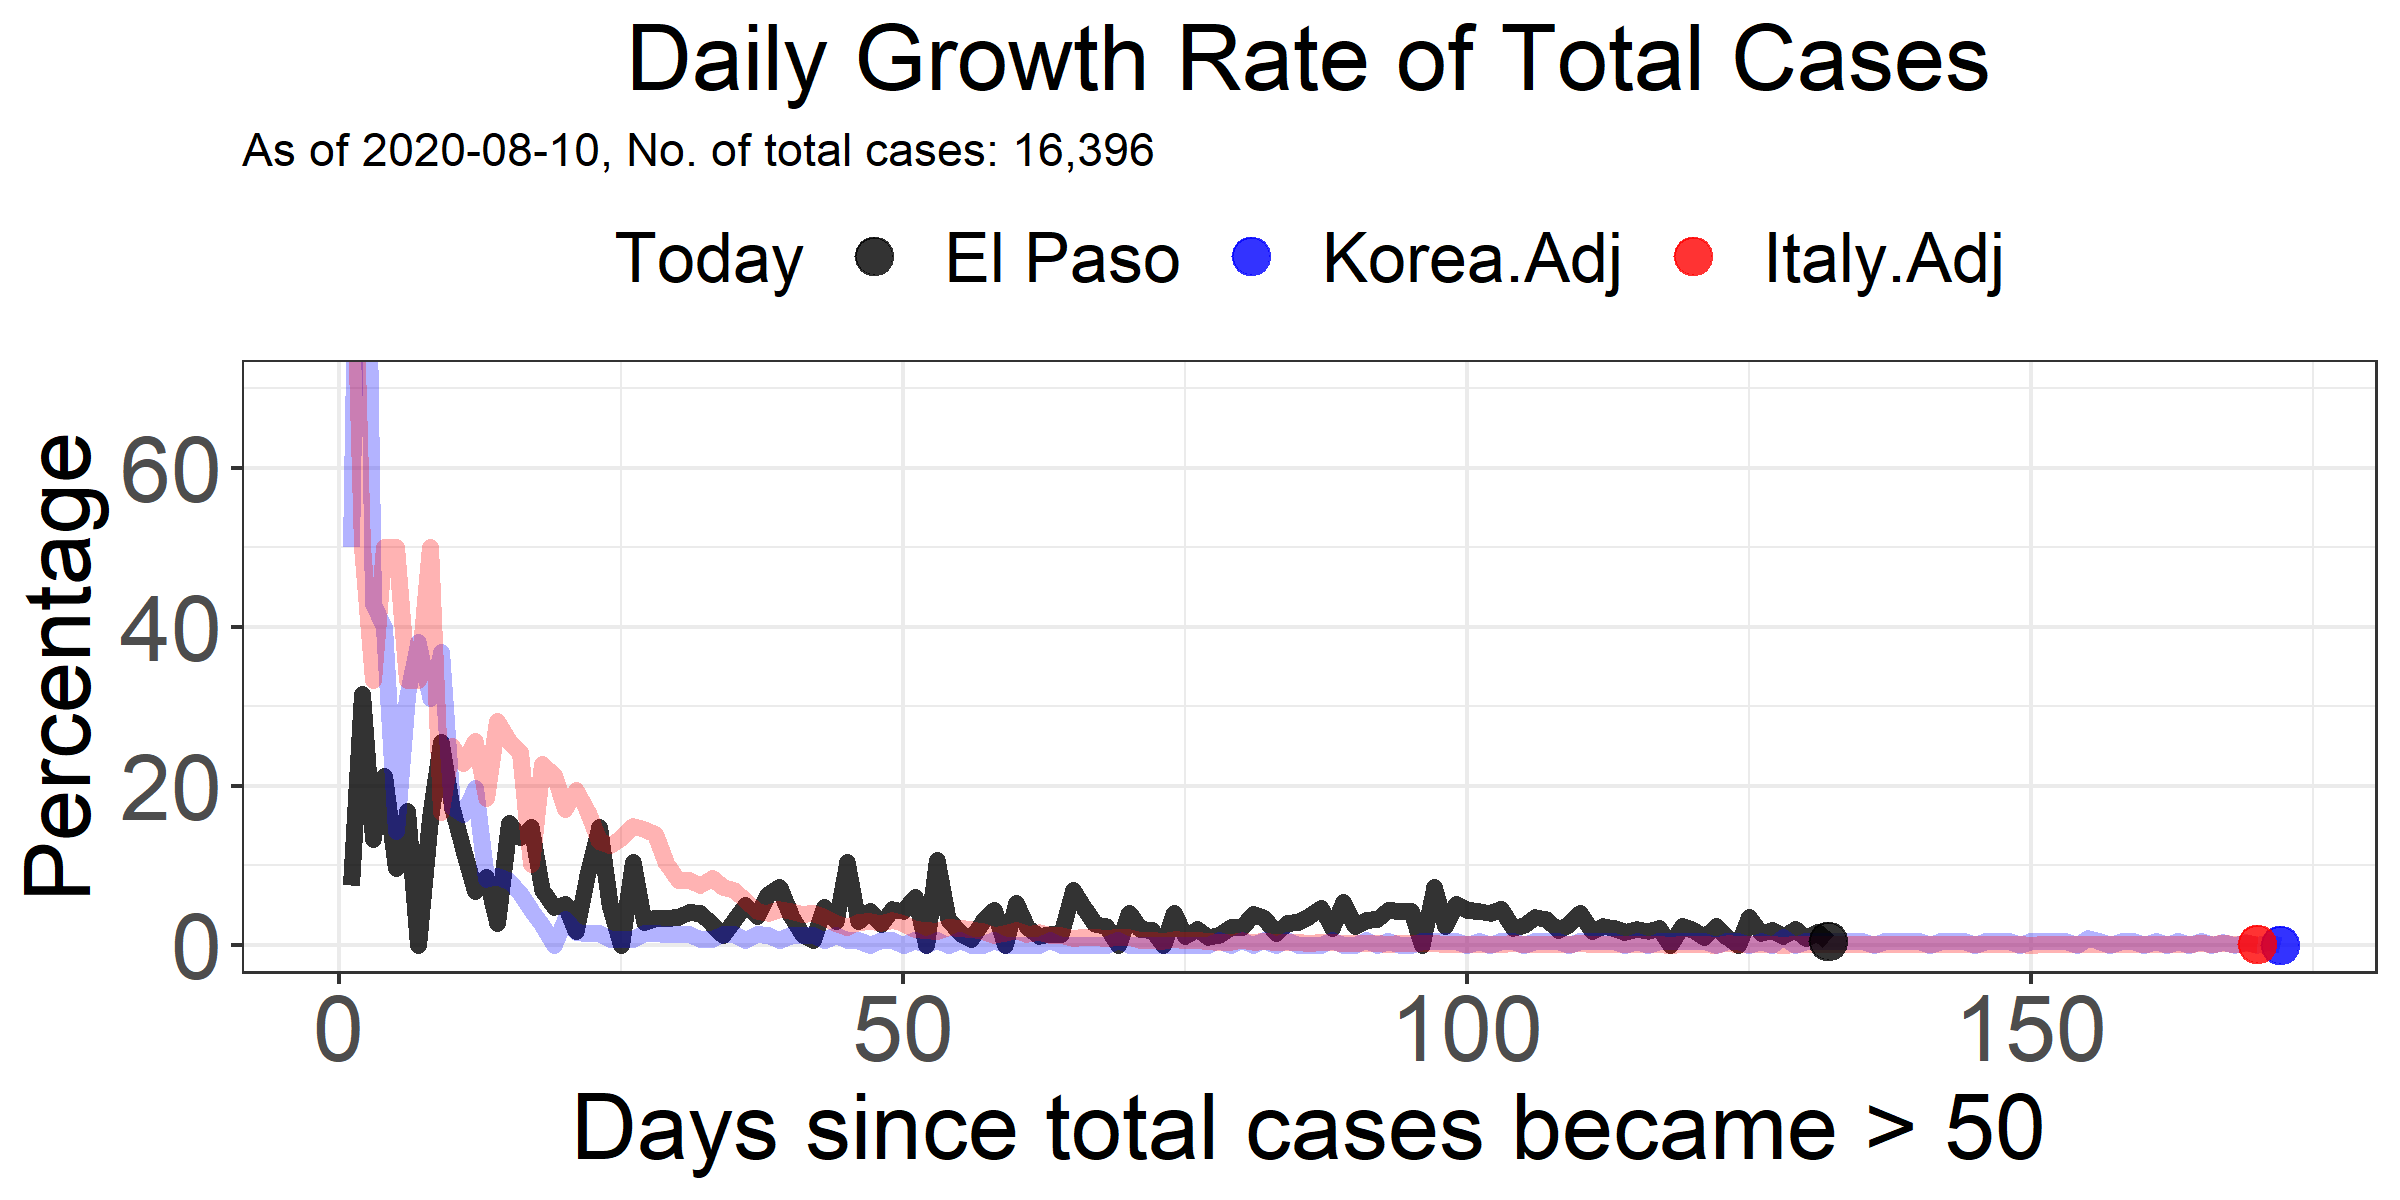 Daily Growth Rate of Total Cases
As of 2020-08-10, No. of total cases: 16,396
Today El Paso Korea.Adj Italy.Adj
Percentage
60
40
20
0
0 50 100 150
Days since total cases became > 50